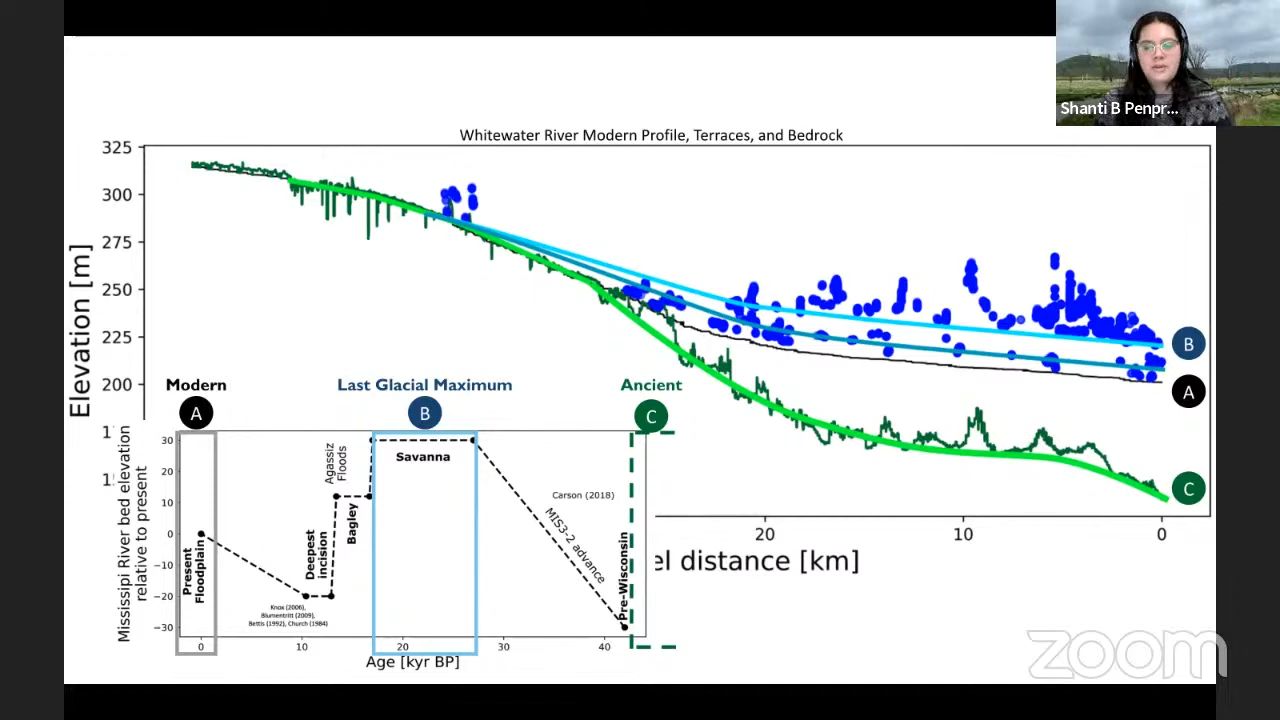 Shanti B Penpr...
Whitewater River Modern Profile, Terraces, and Bedrock
325
300
275
250
225
200
1
1
Elevation [m]
B
A
C
20
10
0
el distance [km]
Modern
Last Glacial Maximum
Ancient
A
B
C
Mississipi River bed elevation
relative to present
30
20
10
0
−10
−20
−30
Present
Floodplain
Knox (2006),
Blumentritt (2009),
Bettis (1992), Church (1984)
Deepest
incision
Agassiz
Floods
Bagley
Savanna
Carson (2018)
MIS3-2 advance
Pre-Wisconsin
0
10
20
30
40
Age [kyr BP]
zoom